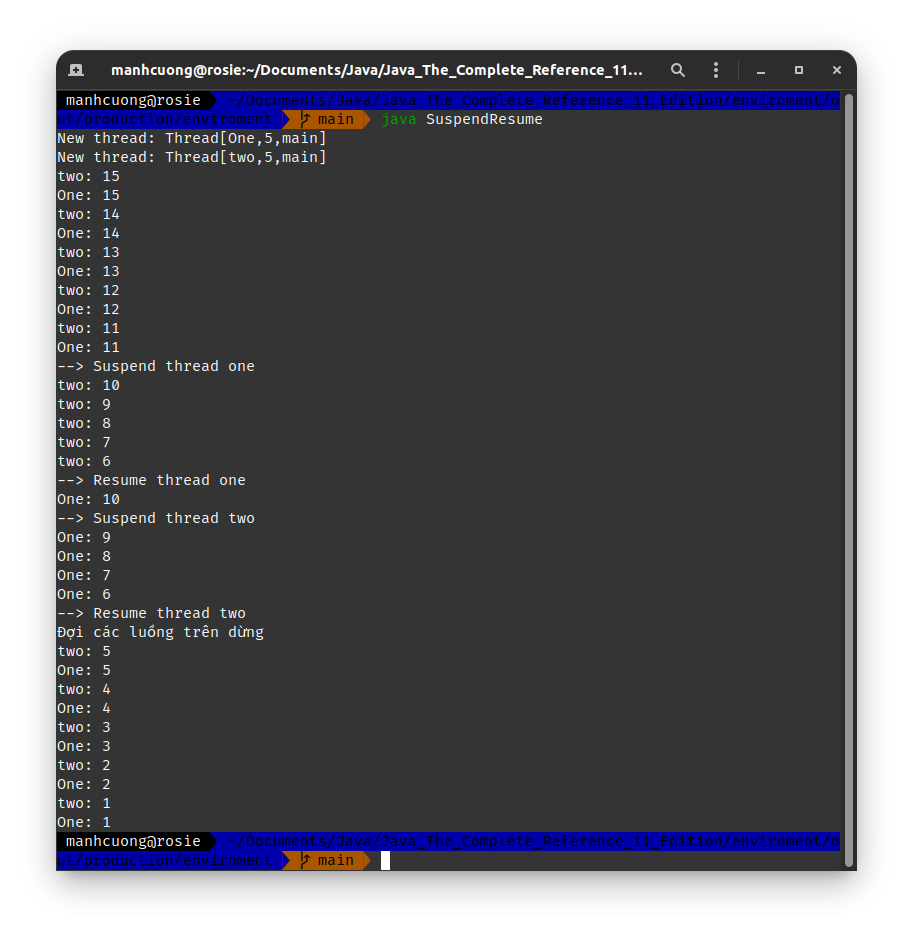 manhcuong@rosie:~/Documents/Java/Java_The_Complete_Reference_11...
manhcuong@rosie ~/Documents/Java/Java_The_Complete_Reference_11_Edition/enviroment/o
ut/production/enviroment main java SuspendResume
New thread: Thread[One,5,main]
New thread: Thread[two,5,main]
two: 15
One: 15
two: 14
One: 14
two: 13
One: 13
two: 12
One: 12
two: 11
One: 11
--> Suspend thread one
two: 10
two: 9
two: 8
two: 7
two: 6
--> Resume thread one
One: 10
--> Suspend thread two
One: 9
One: 8
One: 7
One: 6
--> Resume thread two
Đợi các luồng trên dừng
two: 5
One: 5
two: 4
One: 4
two: 3
One: 3
two: 2
One: 2
two: 1
One: 1
manhcuong@rosie ~/Documents/Java/Java_The_Complete_Reference_11_Edition/enviroment/o
ut/production/enviroment main